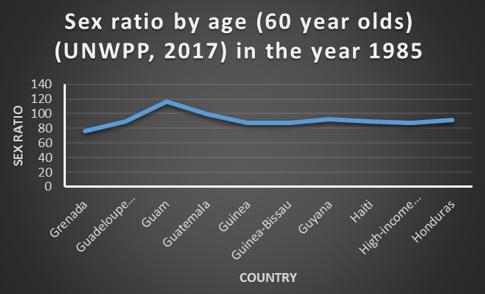 Sex ratio by age (60 year olds)
(UNWPP, 2017) in the year 1985
140
120
100
80
60
40
20
0
SEX RATIO
Grenada
Guadeloupe...
Guam
Guatemala
Guinea
Guinea-Bissau
Guyana
Haiti
High-income...
Honduras
COUNTRY